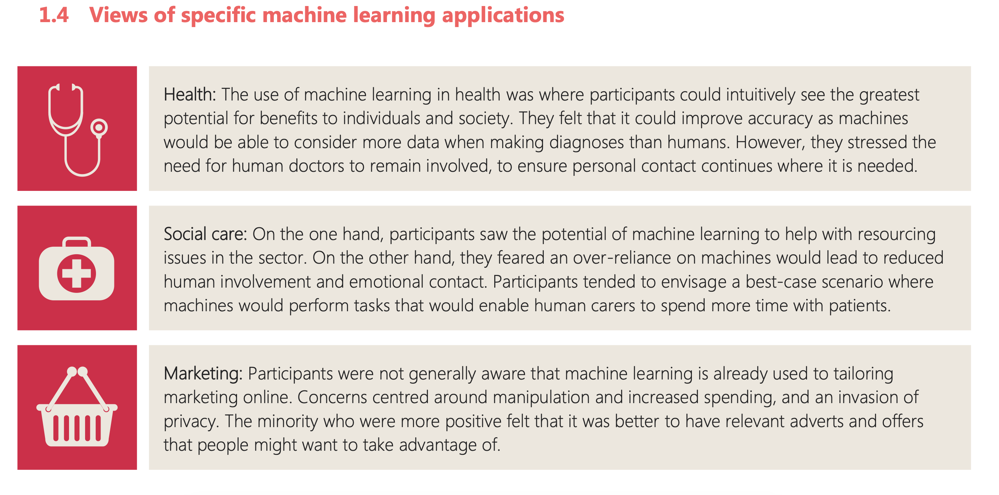 1.4 Views of specific machine learning applications
Health: The use of machine learning in health was where participants could intuitively see the greatest
potential for benefits to individuals and society. They felt that it could improve accuracy as machines
would be able to consider more data when making diagnoses than humans. However, they stressed the
need for human doctors to remain involved, to ensure personal contact continues where it is needed.
Social care: On the one hand, participants saw the potential of machine learning to help with resourcing
issues in the sector. On the other hand, they feared an over-reliance on machines would lead to reduced
human involvement and emotional contact. Participants tended to envisage a best-case scenario where
machines would perform tasks that would enable human carers to spend more time with patients.
Marketing: Participants were not generally aware that machine learning is already used to tailoring
marketing online. Concerns centred around manipulation and increased spending, and an invasion of
privacy. The minority who were more positive felt that it was better to have relevant adverts and offers
that people might want to take advantage of.